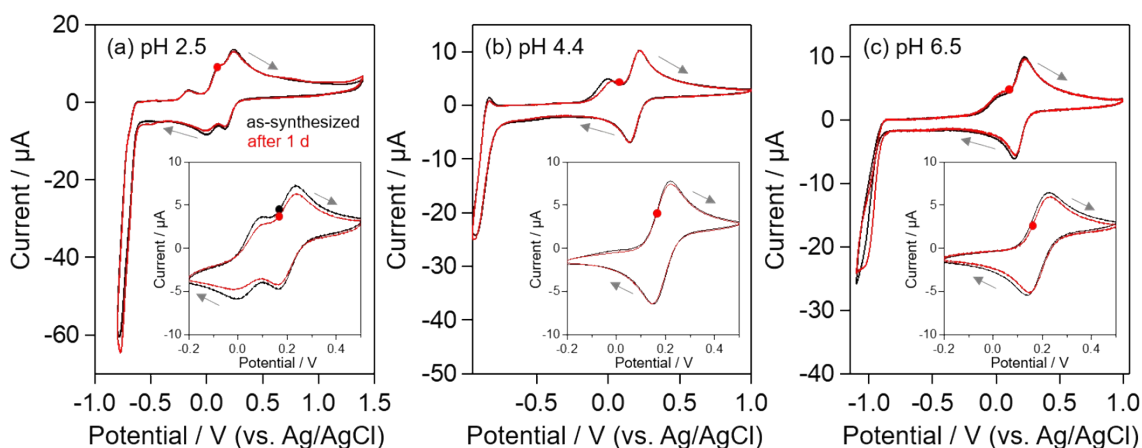 (a) pH 2.5
20
0
-20
-40
-60
Current / µA
as-synthesized
after 1 d
10
5
0
-5
-10
Current / µA
-0.2 0.0 0.2 0.4
Potential / V
-1.0 -0.5 0.0 0.5 1.0 1.5
Potential / V (vs. Ag/AgCl)
(b) pH 4.4
20
10
0
-10
-20
-30
-40
-50
Current / µA
10
5
0
-5
-10
Current / µA
-0.2 0.0 0.2 0.4
Potential / V
-0.5 0.0 0.5 1.0
Potential / V (vs. Ag/AgCl)
(c) pH 6.5
10
0
-10
-20
-30
-40
Current / µA
10
5
0
-5
-10
Current / µA
-0.2 0.0 0.2 0.4
Potential / V
-1.0 -0.5 0.0 0.5 1.0
Potential / V (vs. Ag/AgCl)